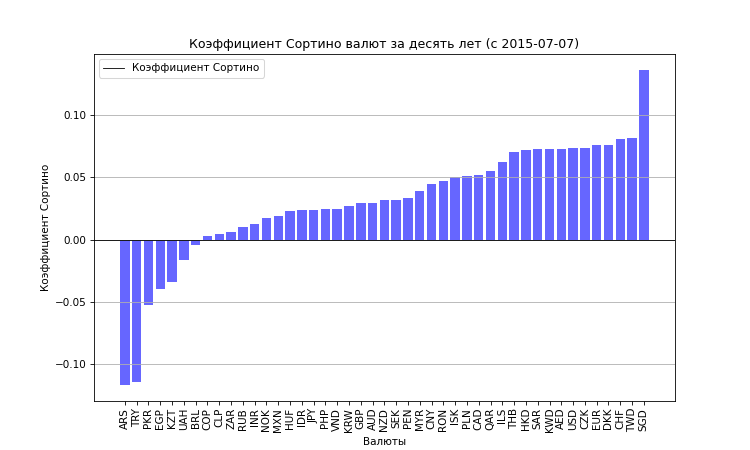 Коэффициент Сортино валют за десять лет (с 2015-07-07)
Коэффициент Сортино
0.10
0.05
0.00
−0.05
−0.10
Коэффициент Сортино
ARS TRY PKR EGP KZT UAH BRL COP CLP ZAR RUB INR NOK MXN HUF IDR JPY PHP VND KRW GBP AUD NZD SEK PEN MYR CNY RON ISK PLN CAD QAR ILS THB HKD SAR KWD AED USD CZK EUR DKK CHF TWD SGD
Валюты